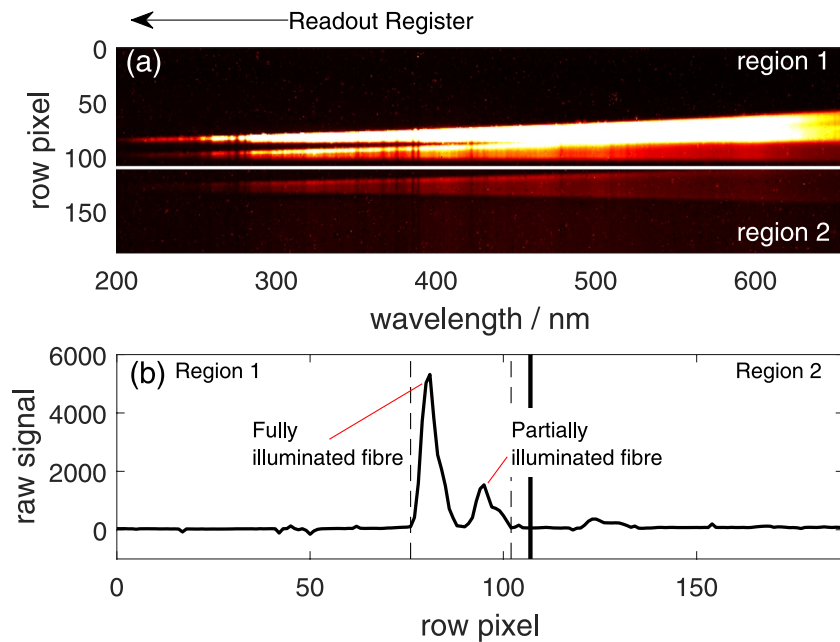 Readout Register
(a)
region 1
region 2
row pixel
0
50
100
150
200
300
400
500
600
wavelength / nm
(b)
Region 1
Region 2
Fully
illuminated fibre
Partially
illuminated fibre
raw signal
6000
4000
2000
0
0
50
100
150
row pixel